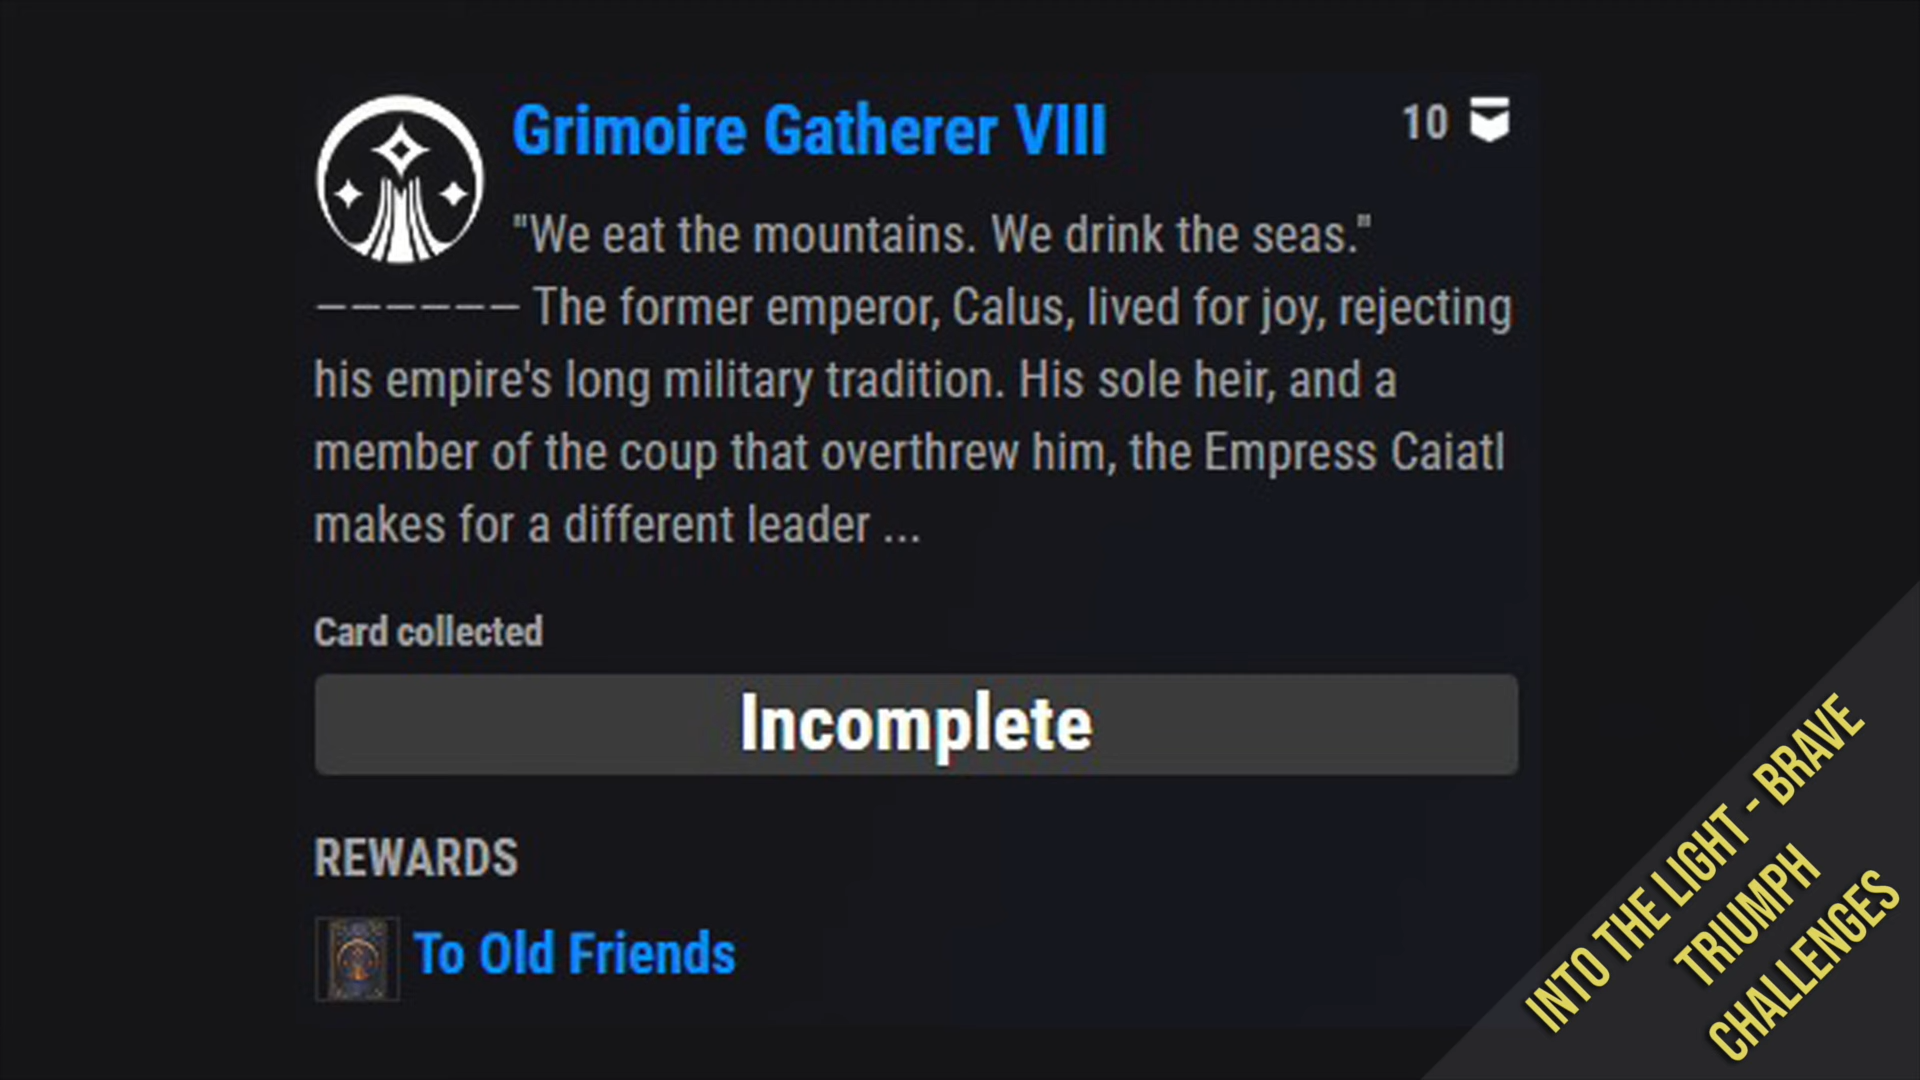 Grimoire Gatherer VIII
10
"We eat the mountains. We drink the seas."
—————— The former emperor, Calus, lived for joy, rejecting
his empire's long military tradition. His sole heir, and a
member of the coup that overthrew him, the Empress Caiatl
makes for a different leader ...
Card collected
Incomplete
REWARDS
To Old Friends
INTO THE LIGHT - BRAVE
TRIUMPH
CHALLENGES